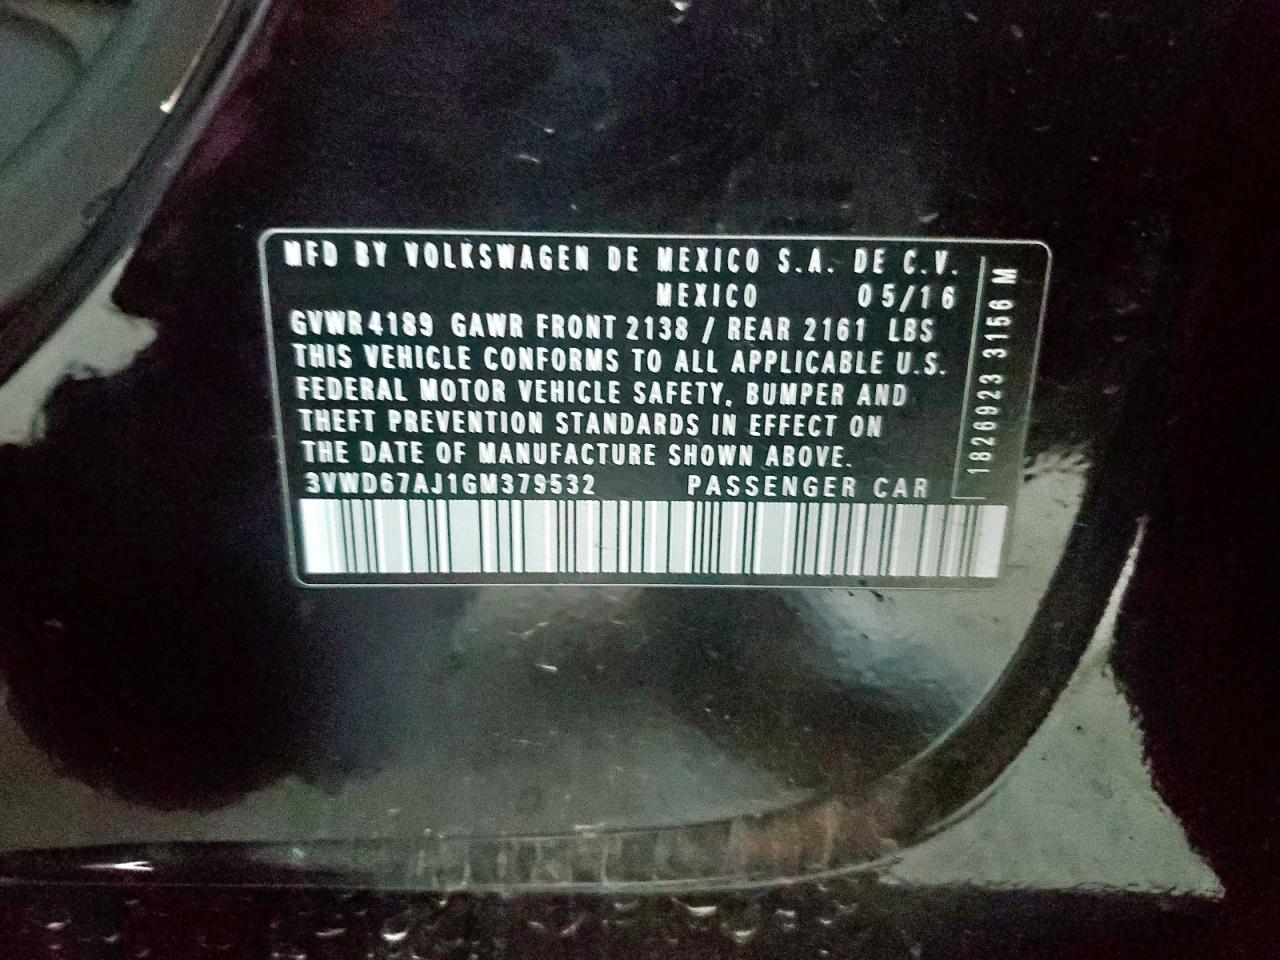 MFD BY VOLKSWAGEN DE MEXICO S.A. DE C.V.
MEXICO 05/16
GVWR 4189 GAWR FRONT 2138 / REAR 2161 LBS
THIS VEHICLE CONFORMS TO ALL APPLICABLE U.S.
FEDERAL MOTOR VEHICLE SAFETY, BUMPER AND
THEFT PREVENTION STANDARDS IN EFFECT ON
THE DATE OF MANUFACTURE SHOWN ABOVE.
3VWD67AJ1GM379532 PASSENGER CAR
1826923 3156 M